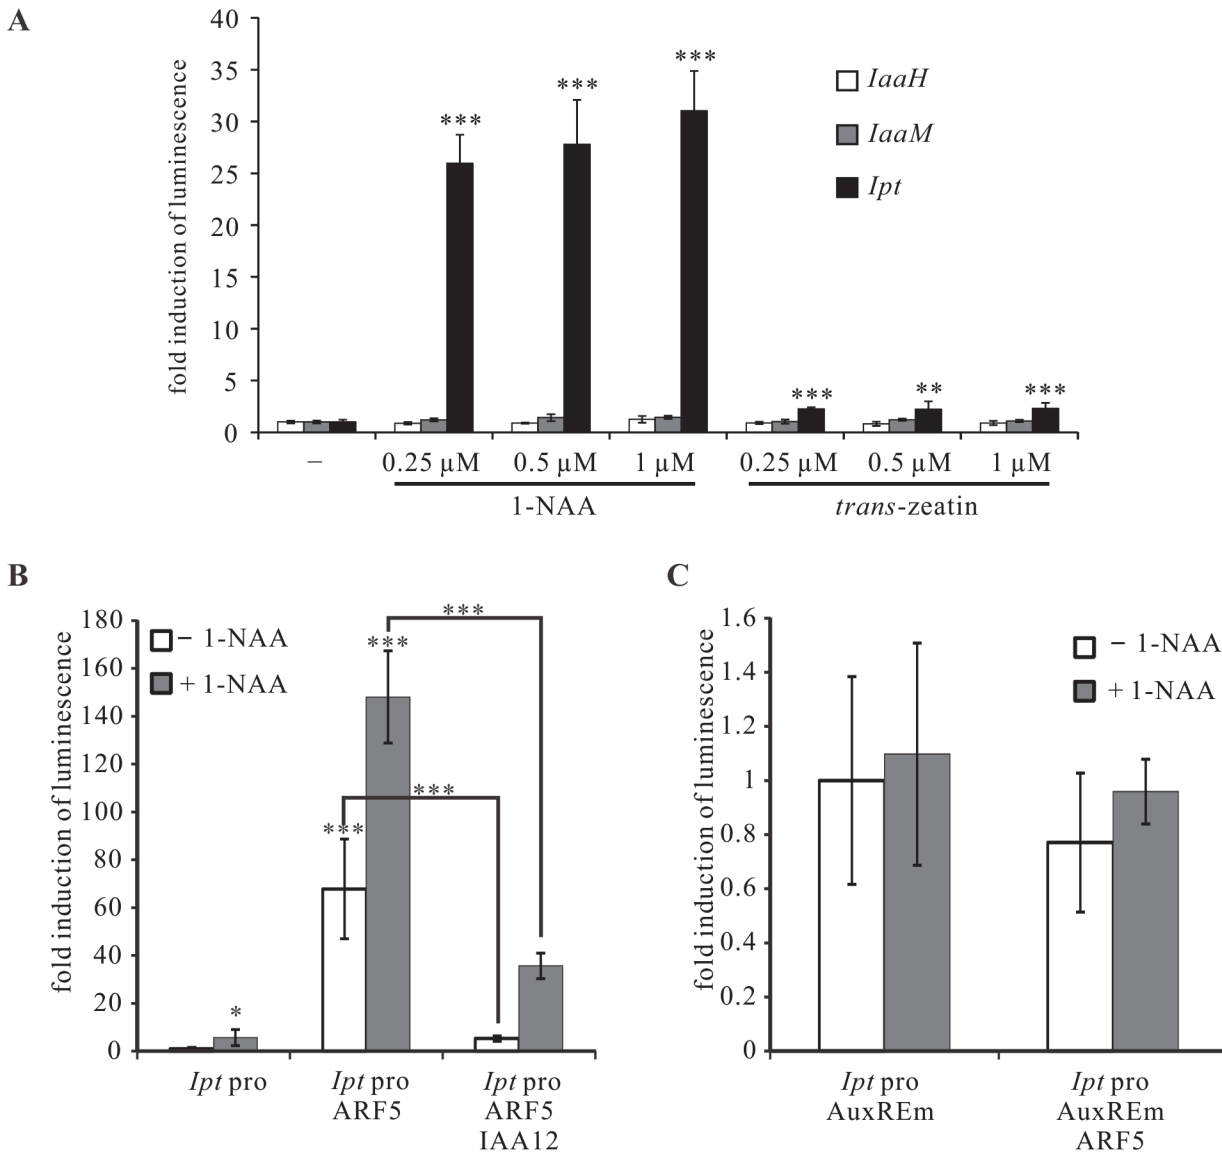 A
fold induction of luminescence
40
35
30
25
20
15
10
5
0
***
***
***
***
**
***
IaaH
IaaM
Ipt
–
0.25 µM
0.5 µM
1 µM
0.25 µM
0.5 µM
1 µM
1-NAA
trans-zeatin
B
fold induction of luminescence
180
160
140
120
100
80
60
40
20
0
− 1-NAA
+ 1-NAA
***
***
***
***
*
Ipt pro
Ipt pro
ARF5
Ipt pro
ARF5
IAA12
C
fold induction of luminescence
1.6
1.4
1.2
1
0.8
0.6
0.4
0.2
0
− 1-NAA
+ 1-NAA
Ipt pro
AuxREm
Ipt pro
AuxREm
ARF5